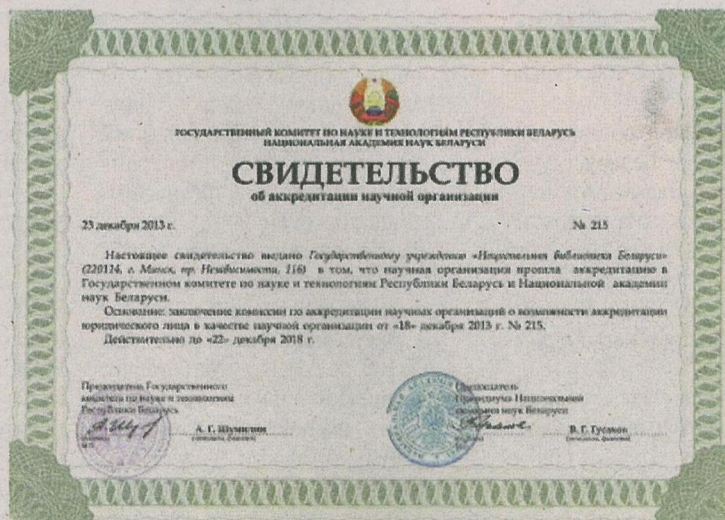 ГОСУДАРСТВЕННЫЙ КОМИТЕТ ПО НАУКЕ И ТЕХНОЛОГИЯМ РЕСПУБЛИКИ БЕЛАРУСЬ
НАЦИОНАЛЬНАЯ АКАДЕМИЯ НАУК БЕЛАРУСИ
СВИДЕТЕЛЬСТВО
об аккредитации научной организации
23 декабря 2013 г. № 215
Настоящее свидетельство выдано Государственному учреждению «Национальная библиотека Беларуси»
(220114, г. Минск, пр. Независимости, 116) в том, что научная организация прошла аккредитацию в
Государственном комитете по науке и технологиям Республики Беларусь и Национальной академии
наук Беларуси.
Основание: заключение комиссии по аккредитации научных организаций о возможности аккредитации
юридического лица в качестве научной организации от «18» декабря 2013 г. № 215.
Действительно до «22» декабря 2018 г.
Председатель Государственного
комитета по науке и технологиям
Республики Беларусь
А. Г. Шумилин
Председатель
Президиума Национальной
академии наук Беларуси
В. Г. Гусаков